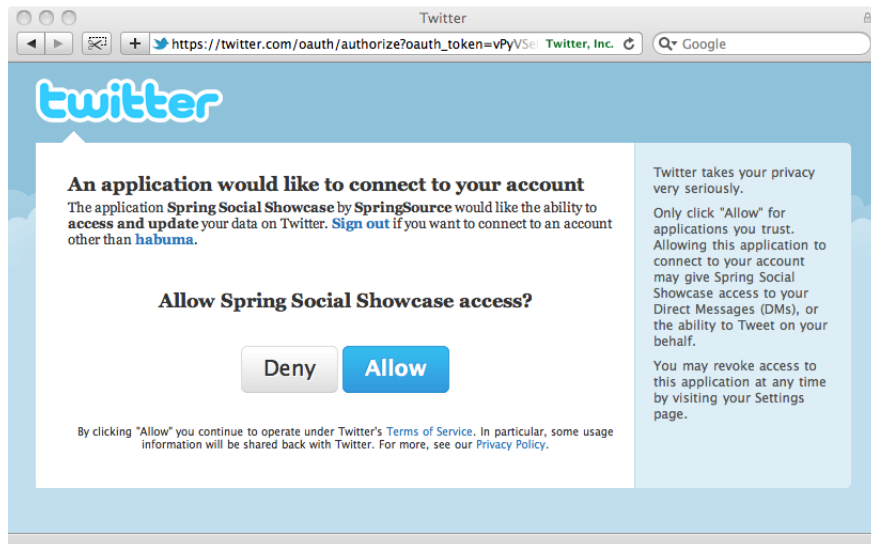 Twitter
https://twitter.com/oauth/authorize?oauth_token=vPyVSe Twitter, Inc.
Google
twitter
An application would like to connect to your account
The application Spring Social Showcase by SpringSource would like the ability to
access and update your data on Twitter. Sign out if you want to connect to an account
other than habuma.
Allow Spring Social Showcase access?
Deny
Allow
By clicking "Allow" you continue to operate under Twitter's Terms of Service. In particular, some usage
information will be shared back with Twitter. For more, see our Privacy Policy.
Twitter takes your privacy
very seriously.
Only click "Allow" for
applications you trust.
Allowing this application to
connect to your account
may give Spring Social
Showcase access to your
Direct Messages (DMs), or
the ability to Tweet on your
behalf.
You may revoke access to
this application at any time
by visiting your Settings
page.